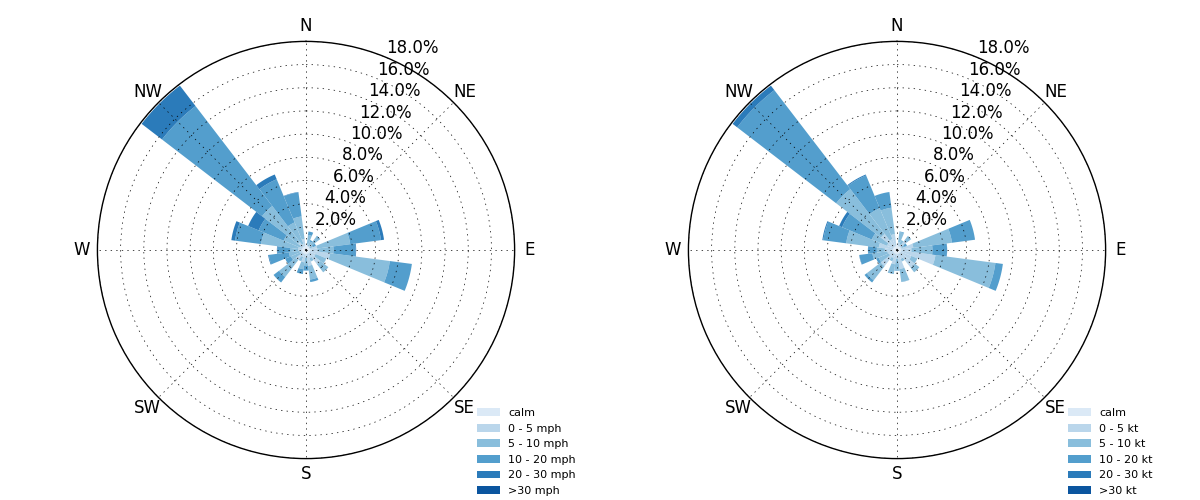 N
18.0%
16.0%
14.0%
12.0%
10.0%
8.0%
6.0%
4.0%
2.0%
NW
NE
W
E
SW
SE
S
calm
0 - 5 mph
5 - 10 mph
10 - 20 mph
20 - 30 mph
>30 mph
N
18.0%
16.0%
14.0%
12.0%
10.0%
8.0%
6.0%
4.0%
2.0%
NW
NE
W
E
SW
SE
S
calm
0 - 5 kt
5 - 10 kt
10 - 20 kt
20 - 30 kt
>30 kt